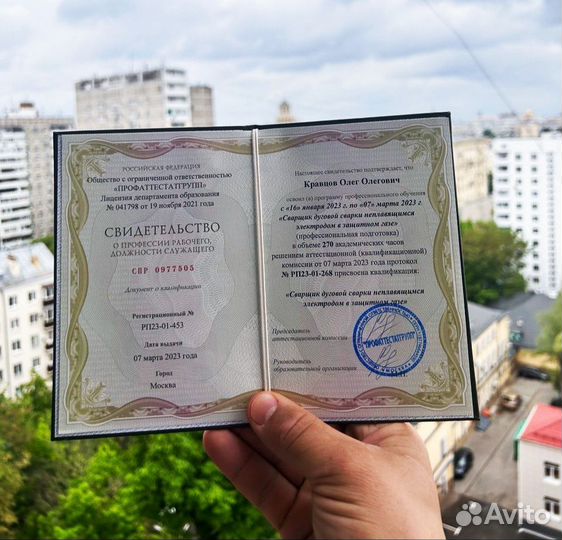 РОССИЙСКАЯ ФЕДЕРАЦИЯ
Общество с ограниченной ответственностью
"ПРОФАТТЕСТАТГРУПП"
Лицензия департамента образования
№ 041798 от 19 ноября 2021 года
СВИДЕТЕЛЬСТВО
О ПРОФЕССИИ РАБОЧЕГО,
ДОЛЖНОСТИ СЛУЖАЩЕГО
СПР 0977505
Документ о квалификации
Регистрационный №
РП23-01-453
Дата выдачи
07 марта 2023 года
Город
Москва
Настоящее свидетельство подтверждает, что
Кравцов Олег Олегович
освоил (а) программу профессионального обучения
с «16» января 2023 г. по «07» марта 2023 г
«Сварщик дуговой сварки неплавящимся
электродом в защитном газе»
(профессиональная подготовка)
в объеме 270 академических часов
решением аттестационной (квалификационной)
комиссии от 07 марта 2023 года протокол
№ РП23-01-268 присвоена квалификация:
«Сварщик дуговой сварки неплавящимся
электродом в защитном газе»
Председатель
аттестационной комиссии
Руководитель
образовательной организации
"ПРОФАТТЕСТАТГРУПП"
Avito